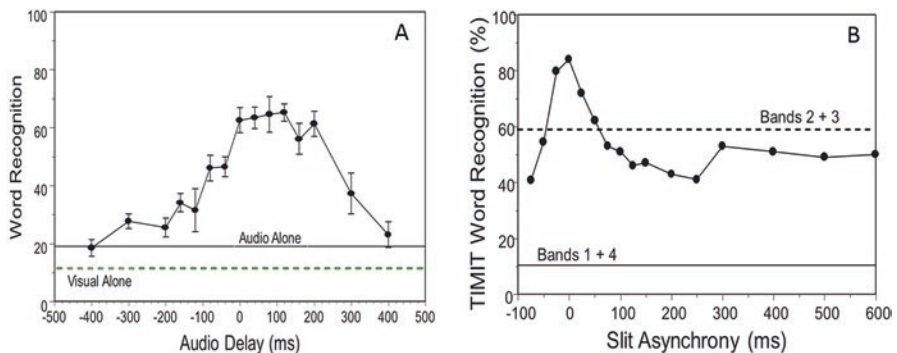 A
Word Recognition
100
80
60
40
20
0
Audio Alone
Visual Alone
-500 -400 -300 -200 -100 0 100 200 300 400 500
Audio Delay (ms)
B
TIMIT Word Recognition (%)
100
80
60
40
20
0
Bands 2 + 3
Bands 1 + 4
-100 0 100 200 300 400 500 600
Slit Asynchrony (ms)